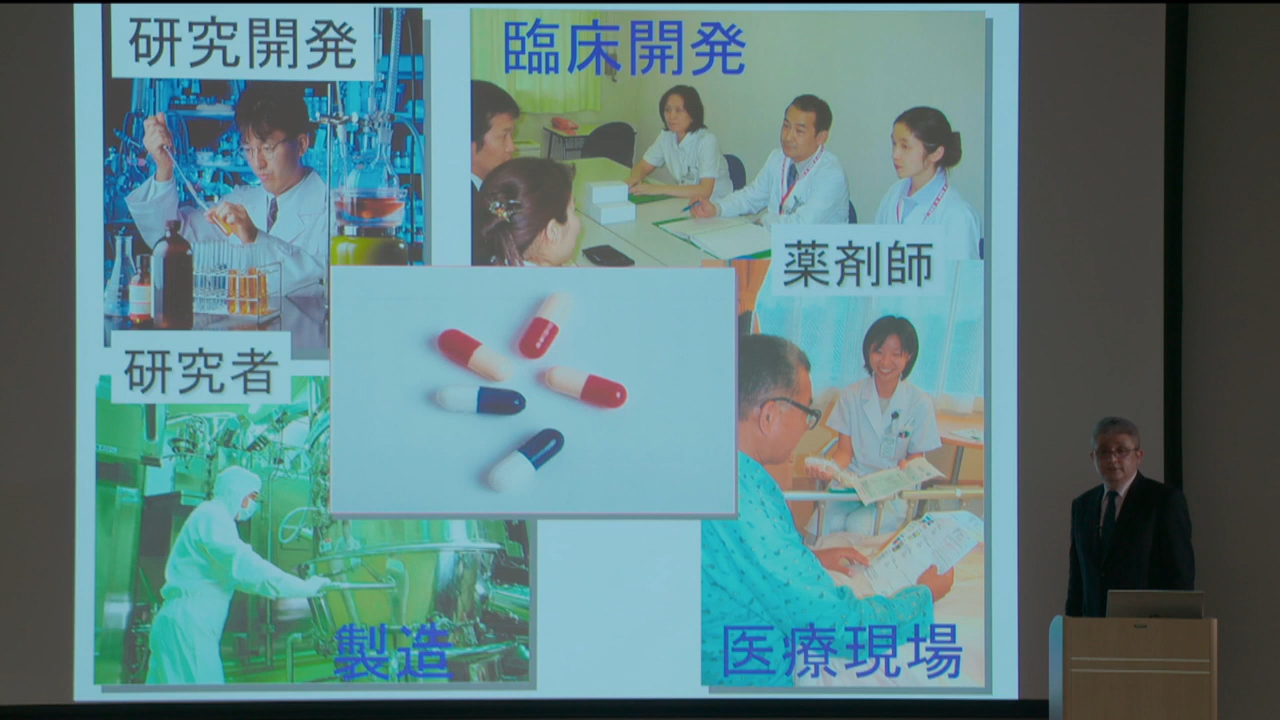 研究開発
臨床開発
薬剤師
研究者
製造
医療現場